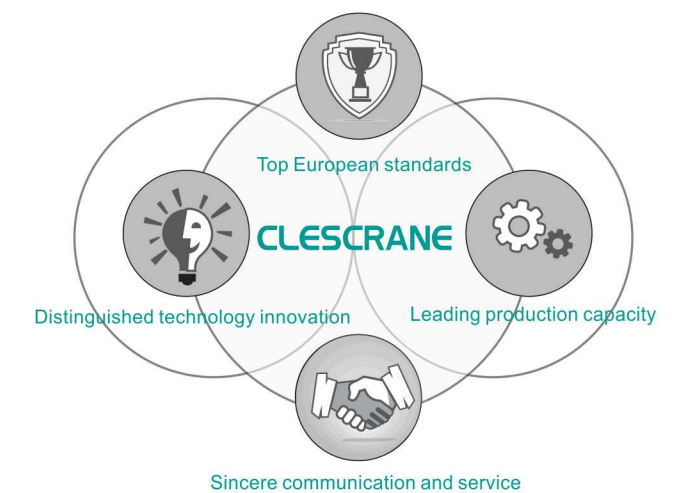 Top European standards
CLESCRANE
Distinguished technology innovation
Leading production capacity
Sincere communication and service